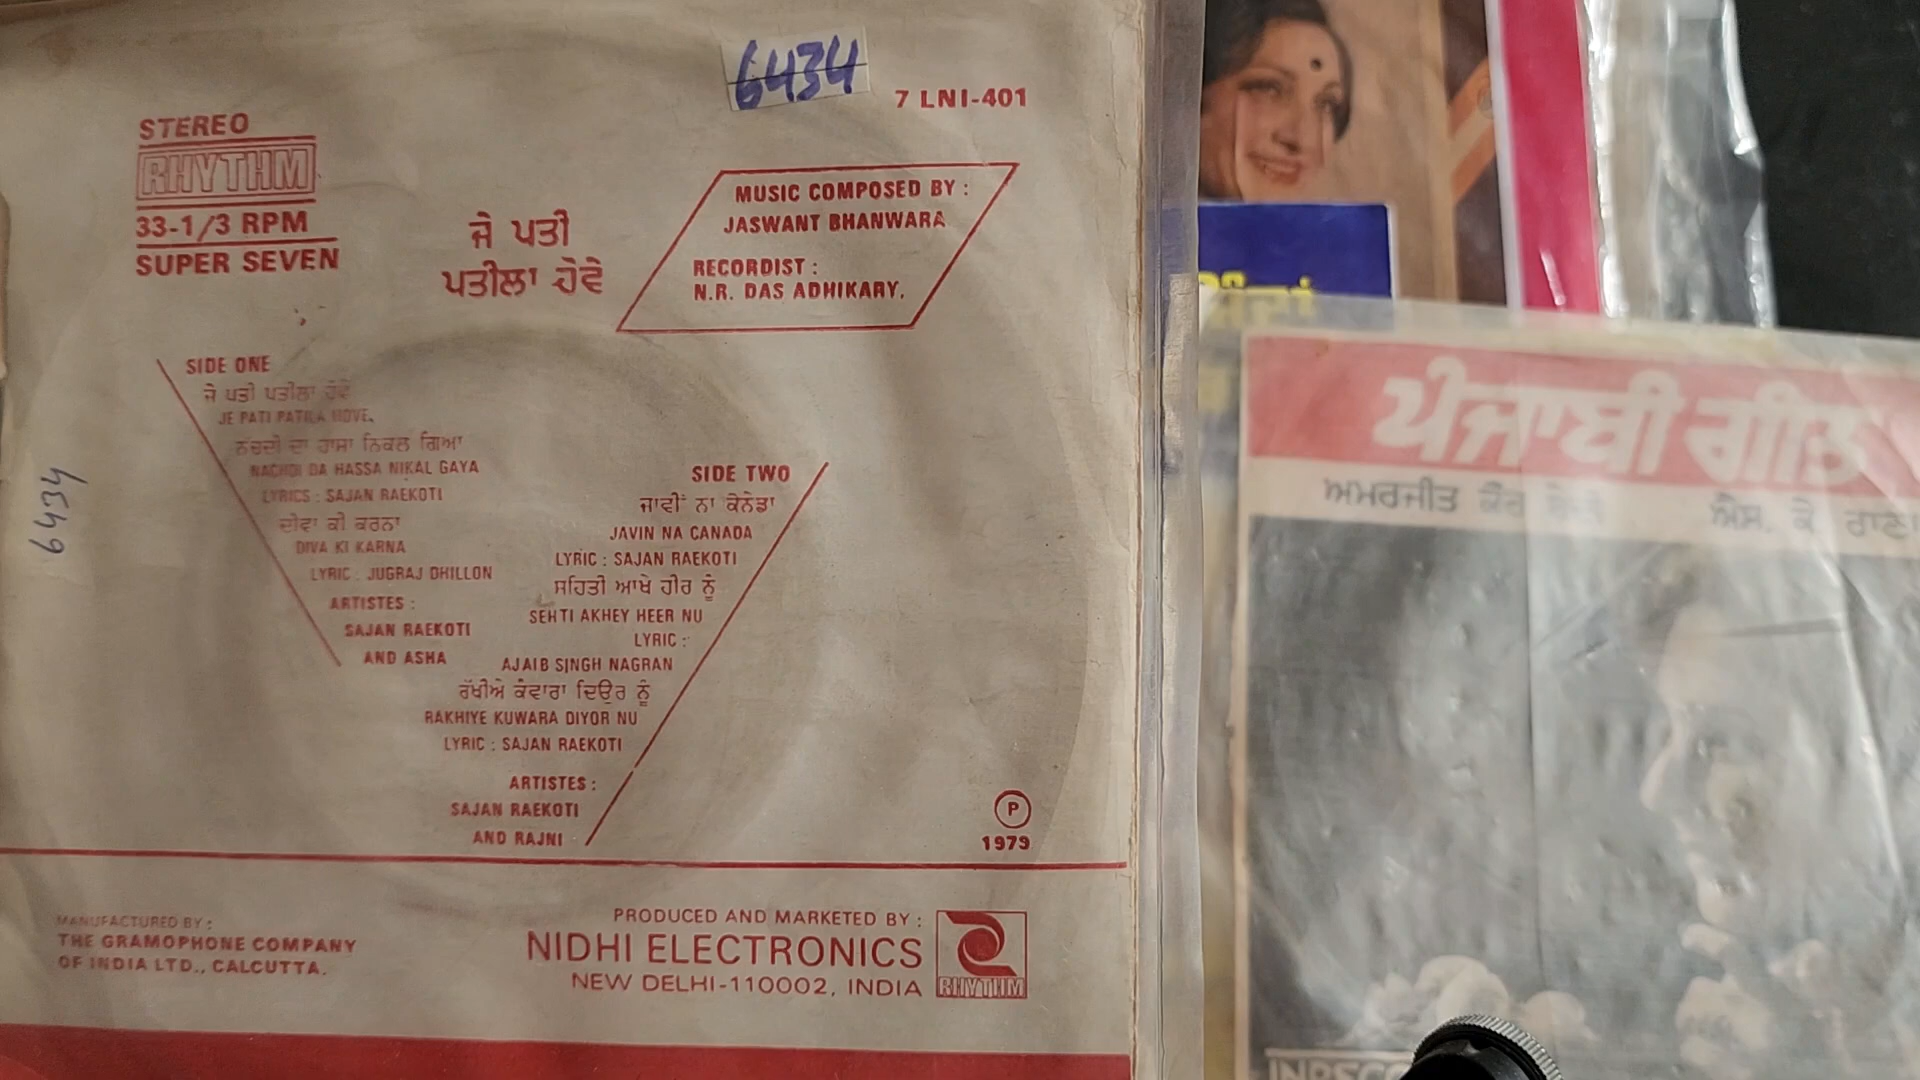 6434
7 LNI-401
STEREO
RHYTHM
33-1/3 RPM
SUPER SEVEN
ਜੇ ਪਤੀ
ਪਤੀਲਾ ਹੋਵੇ
MUSIC COMPOSED BY :
JASWANT BHANWARA
RECORDIST :
N.R. DAS ADHIKARY.
SIDE ONE
ਜੇ ਪਤੀ ਪਤੀਲਾ ਹੋਵੇ
JE PATI PATILA HOVE.
ਨਚਦੀ ਦਾ ਹਾਸਾ ਨਿਕਲ ਗਿਆ
NACHDI DA HASSA NIKAL GAYA
LYRICS : SAJAN RAEKOTI
ਦੀਵਾ ਕੀ ਕਰਨਾ
DIVA KI KARNA
LYRIC : JUGRAJ DHILLON
ARTISTES :
SAJAN RAEKOTI
AND ASHA
SIDE TWO
ਜਾਵੀਂ ਨਾ ਕੇਨੇਡਾ
JAVIN NA CANADA
LYRIC : SAJAN RAEKOTI
ਸਹਿਤੀ ਆਖੇ ਹੀਰ ਨੂੰ
SEHTI AKHEY HEER NU
LYRIC :
AJAIB SINGH NAGRAN
ਰੱਖੀਐ ਕੰਵਾਰਾ ਦਿਉਰ ਨੂੰ
RAKHIYE KUWARA DIYOR NU
LYRIC : SAJAN RAEKOTI
ARTISTES :
SAJAN RAEKOTI
AND RAJNI
6434
P
1979
MANUFACTURED BY :
THE GRAMOPHONE COMPANY
OF INDIA LTD., CALCUTTA.
PRODUCED AND MARKETED BY :
NIDHI ELECTRONICS
NEW DELHI-110002, INDIA
RHYTHM
ਪੰਜਾਬੀ ਗੀਤ
ਅਮਰਜੀਤ ਕੌਰ
ਐਸ. ਕੇ. ਰਾਣਾ
INRECO